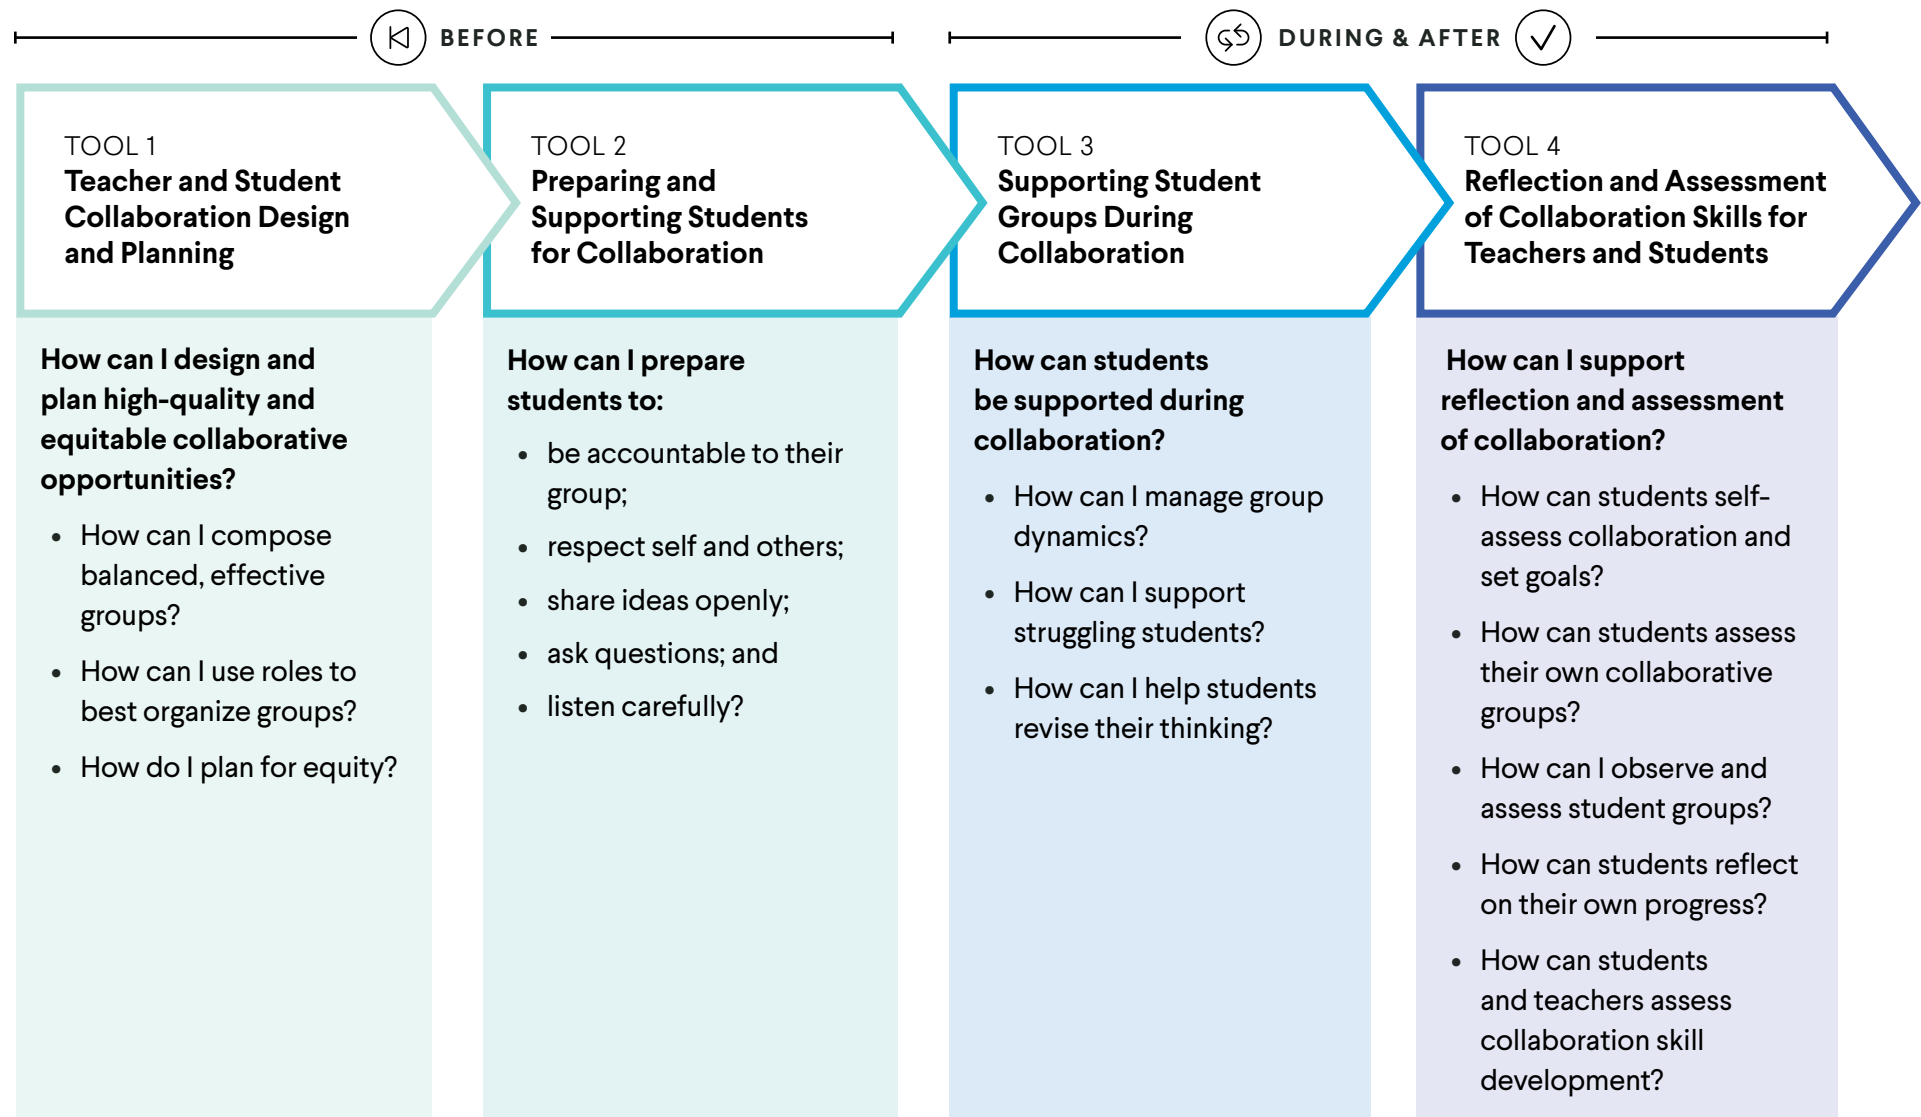 BEFORE
DURING & AFTER
TOOL 1
Teacher and Student
Collaboration Design
and Planning
How can I design and
plan high-quality and
equitable collaborative
opportunities?
• How can I compose
balanced, effective
groups?
• How can I use roles to
best organize groups?
• How do I plan for equity?
TOOL 2
Preparing and
Supporting Students
for Collaboration
How can I prepare
students to:
• be accountable to their
group;
• respect self and others;
• share ideas openly;
• ask questions; and
• listen carefully?
TOOL 3
Supporting Student
Groups During
Collaboration
How can students
be supported during
collaboration?
• How can I manage group
dynamics?
• How can I support
struggling students?
• How can I help students
revise their thinking?
TOOL 4
Reflection and Assessment
of Collaboration Skills for
Teachers and Students
How can I support
reflection and assessment
of collaboration?
• How can students self-
assess collaboration and
set goals?
• How can students assess
their own collaborative
groups?
• How can I observe and
assess student groups?
• How can students reflect
on their own progress?
• How can students
and teachers assess
collaboration skill
development?